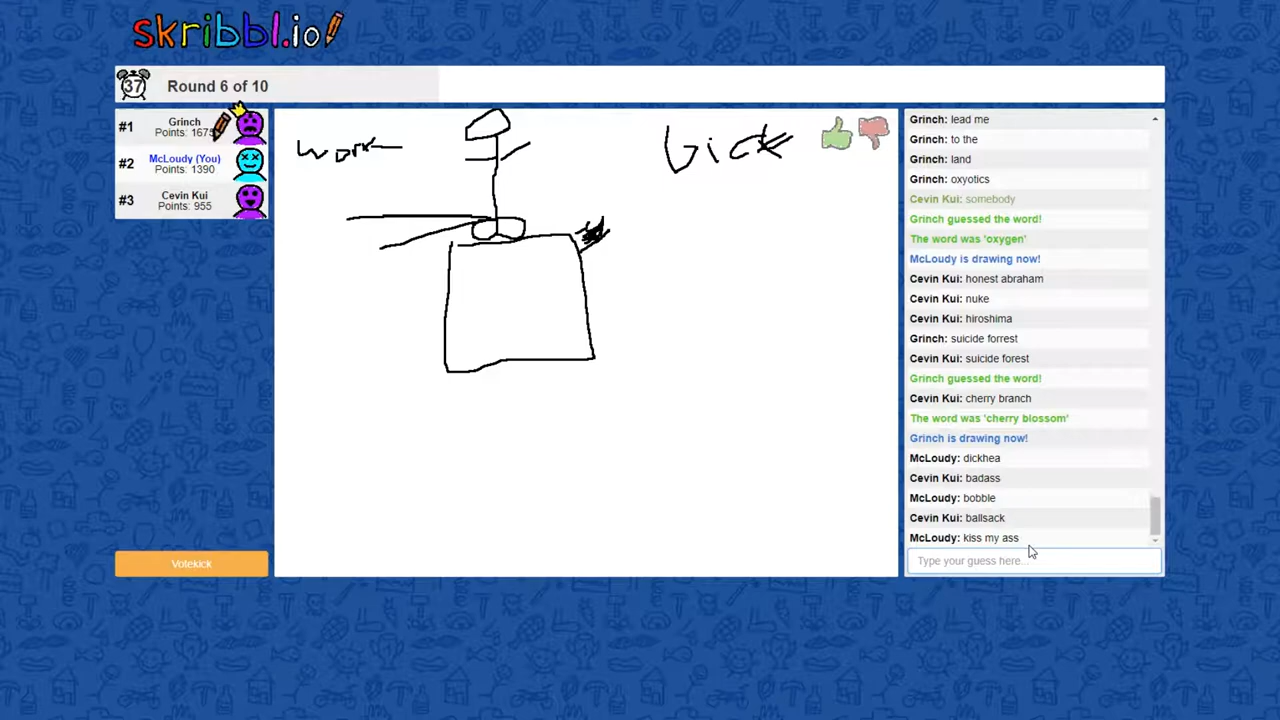 skribbl.io!
37
Round 6 of 10
#1
Grinch
Points: 1675
#2
McLoudy (You)
Points: 1390
#3
Cevin Kui
Points: 955
Votekick
work
Grinch: lead me
Grinch: to the
Grinch: land
Grinch: oxyotics
Cevin Kui: somebody
Grinch guessed the word!
The word was 'oxygen'
McLoudy is drawing now!
Cevin Kui: honest abraham
Cevin Kui: nuke
Cevin Kui: hiroshima
Grinch: suicide forrest
Cevin Kui: suicide forest
Grinch guessed the word!
Cevin Kui: cherry branch
The word was 'cherry blossom'
Grinch is drawing now!
McLoudy: dickhea
Cevin Kui: badass
McLoudy: bobble
Cevin Kui: ballsack
McLoudy: kiss my ass
Type your guess here...